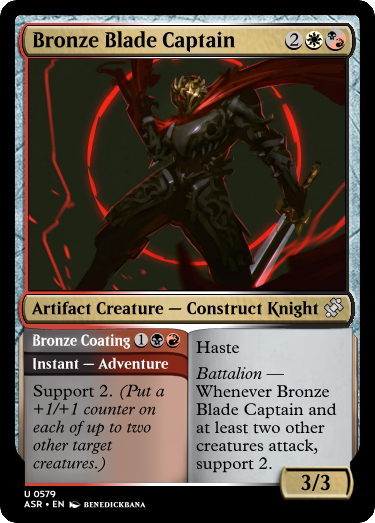 Bronze Blade Captain 2
Artifact Creature — Construct Knight
Bronze Coating 1
Instant — Adventure
Support 2. (Put a
+1/+1 counter on
each of up to two
other target
creatures.)
Haste
Battalion —
Whenever Bronze
Blade Captain and
at least two other
creatures attack,
support 2.
3/3
U 0579
ASR • EN BENEDICKBANA